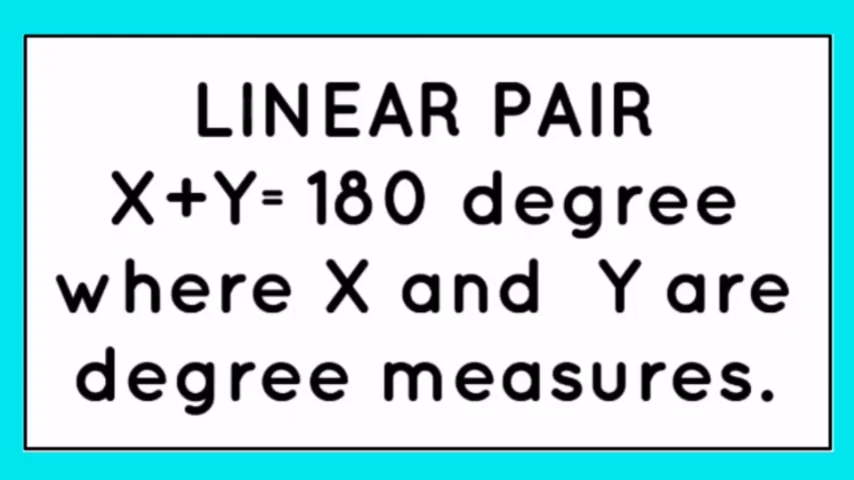 LINEAR PAIR
X+Y= 180 degree
where X and Y are
degree measures.